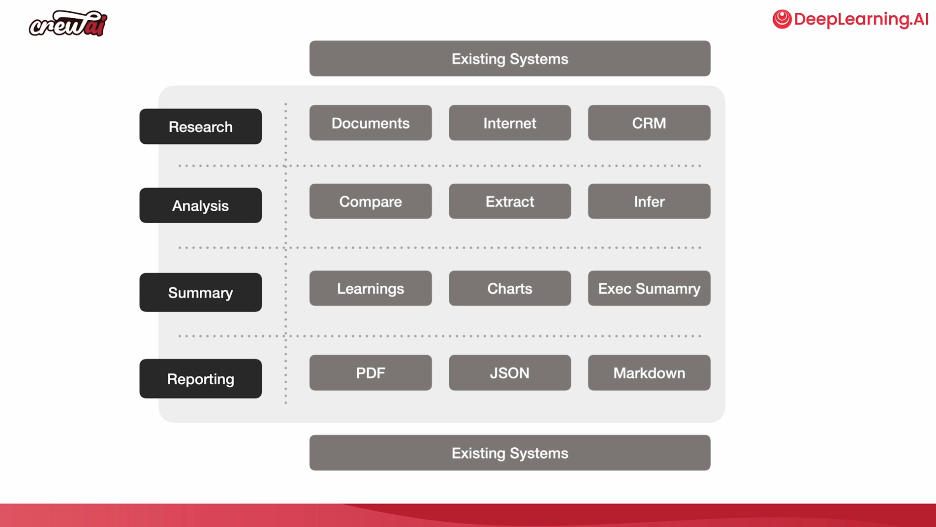 crewai
DeepLearning.AI
Existing Systems
Research
Documents
Internet
CRM
Analysis
Compare
Extract
Infer
Summary
Learnings
Charts
Exec Sumamry
Reporting
PDF
JSON
Markdown
Existing Systems